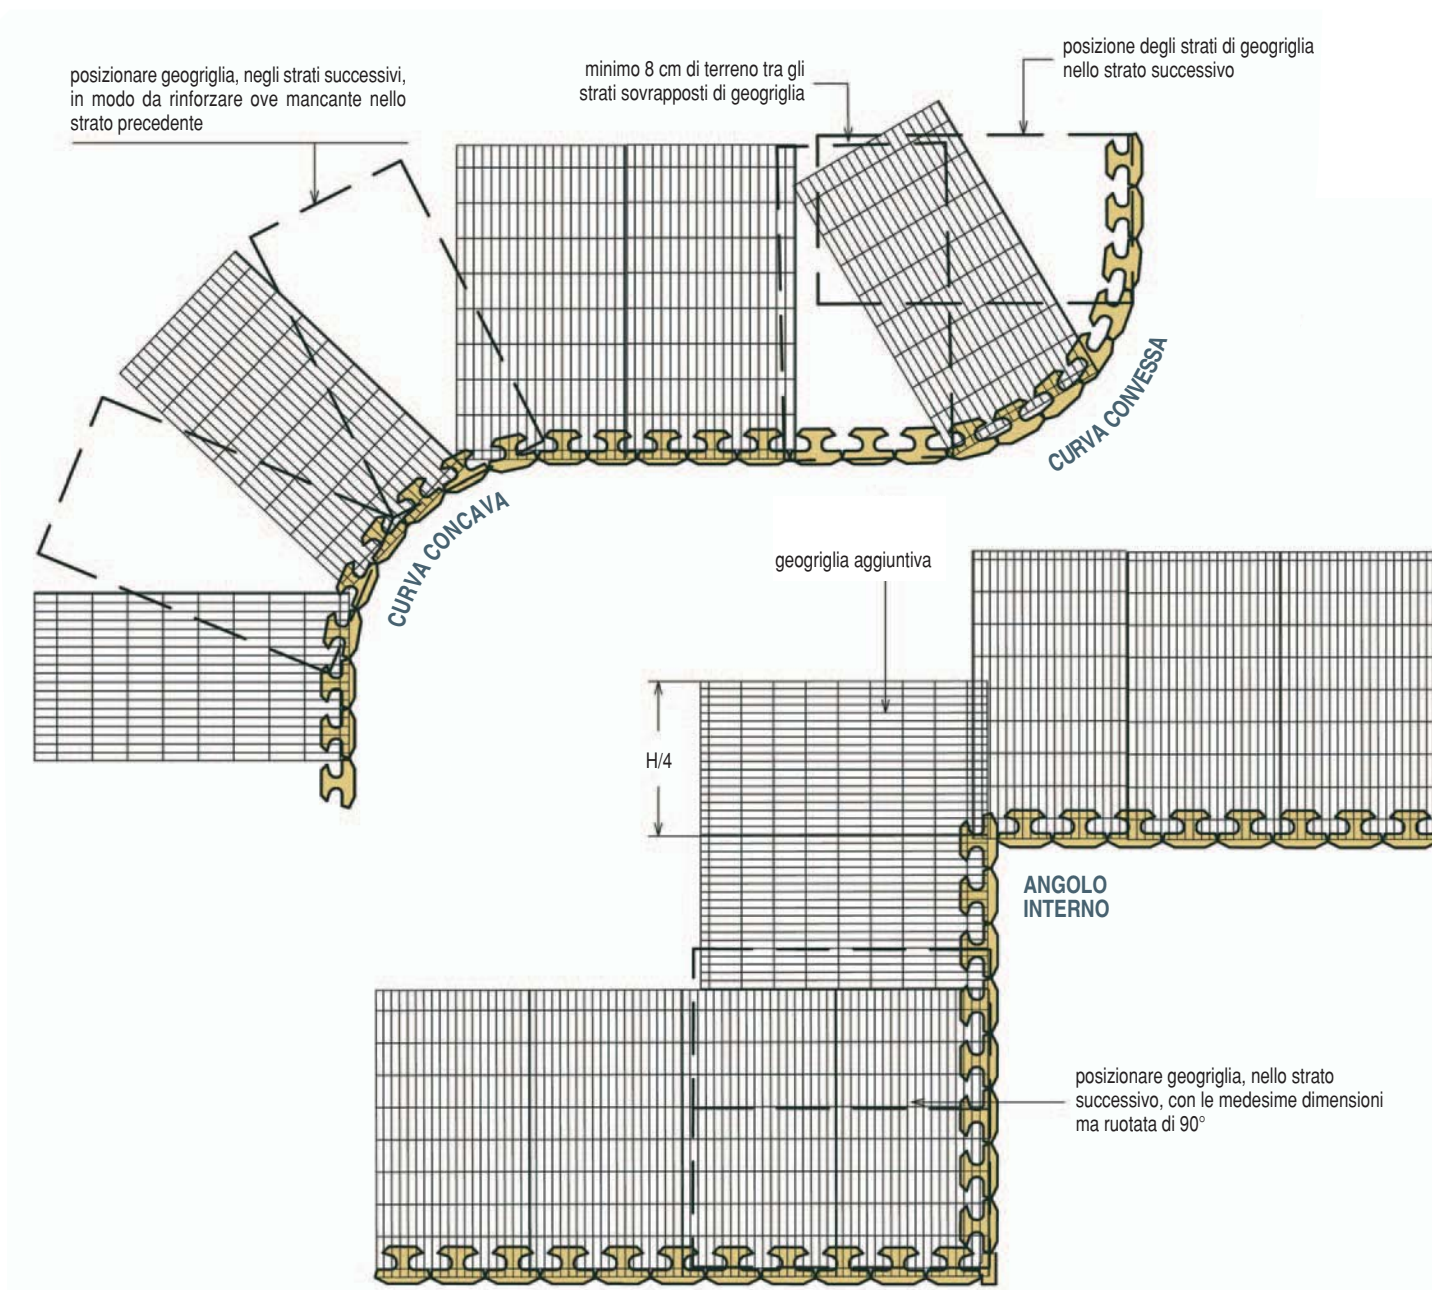 posizionare geogriglia, negli strati successivi,
in modo da rinforzare ove mancante nello
strato precedente
minimo 8 cm di terreno tra gli
strati sovrapposti di geogriglia
posizione degli strati di geogriglia
nello strato successivo
CURVA CONCAVA
CURVA CONVESSA
geogriglia aggiuntiva
H/4
ANGOLO
INTERNO
posizionare geogriglia, nello strato
successivo, con le medesime dimensioni
ma ruotata di 90°